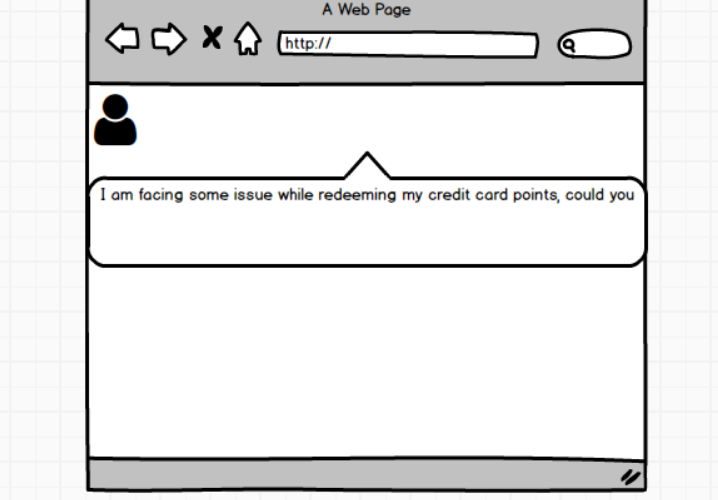 A Web Page
http://
I am facing some issue while redeeming my credit card points, could you